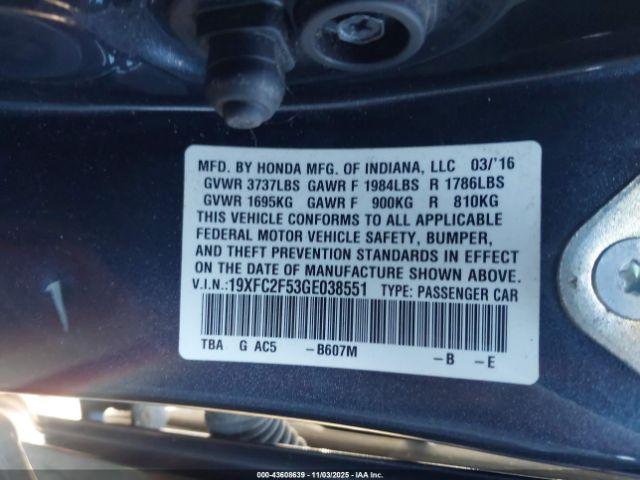 MFD. BY HONDA MFG. OF INDIANA, LLC 03/'16
GVWR 3737LBS GAWR F 1984LBS R 1786LBS
GVWR 1695KG GAWR F 900KG R 810KG
THIS VEHICLE CONFORMS TO ALL APPLICABLE
FEDERAL MOTOR VEHICLE SAFETY, BUMPER,
AND THEFT PREVENTION STANDARDS IN EFFECT
ON THE DATE OF MANUFACTURE SHOWN ABOVE.
V.I.N.:19XFC2F53GE038551 TYPE: PASSENGER CAR
TBA G AC5 -B607M -B -E
1
000-43608639 - 11/03/2025 - IAA Inc.